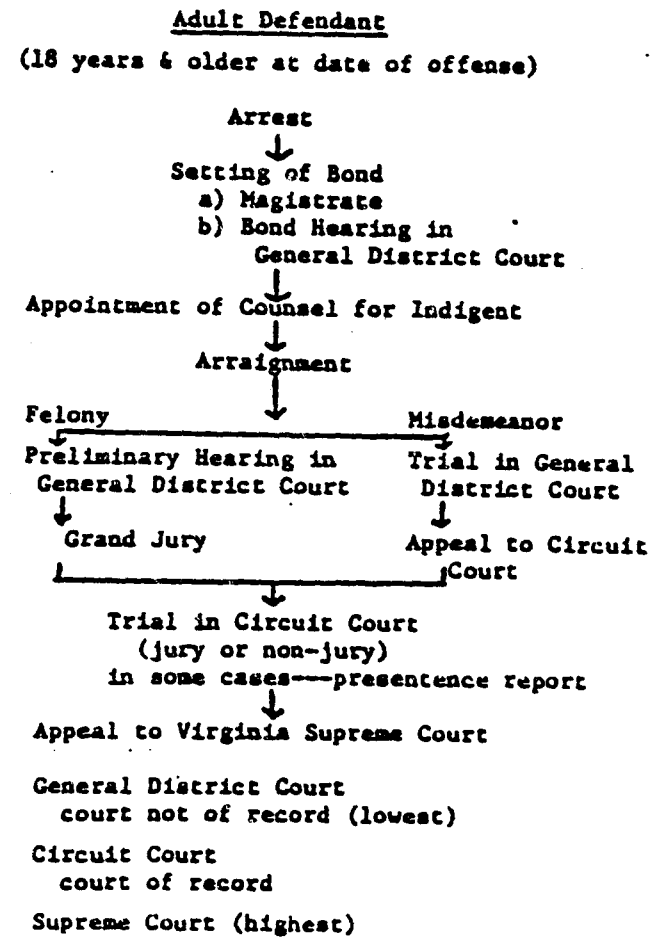 Adult Defendant
(18 years & older at date of offense)
Arrest
Setting of Bond
a) Magistrate
b) Bond Hearing in
General District Court
Appointment of Counsel for Indigent
Arraignment
Felony
Misdemeanor
Preliminary Hearing in
General District Court
Trial in General
District Court
Grand Jury
Appeal to Circuit
Court
Trial in Circuit Court
(jury or non-jury)
in some cases—presentence report
Appeal to Virginia Supreme Court
General District Court
court not of record (lowest)
Circuit Court
court of record
Supreme Court (highest)